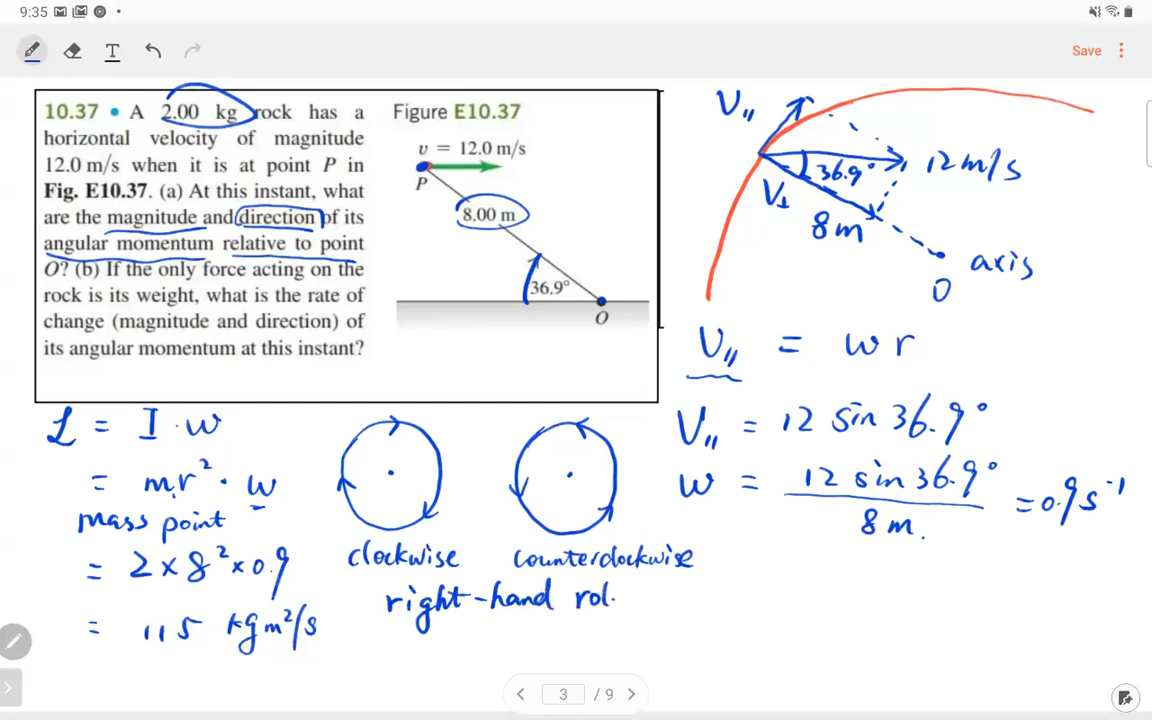 9:35
Save
10.37 • A 2.00 kg rock has a
horizontal velocity of magnitude
12.0 m/s when it is at point P in
Fig. E10.37. (a) At this instant, what
are the magnitude and direction of its
angular momentum relative to point
O? (b) If the only force acting on the
rock is its weight, what is the rate of
change (magnitude and direction) of
its angular momentum at this instant?
Figure E10.37
v = 12.0 m/s
P
8.00 m
36.9°
O
V//
36.9°
12 m/s
V⊥
8m
axis
O
V// = w r
V// = 12 sin 36.9°
w = 12 sin 36.9° / 8 m. = 0.9 s⁻¹
L = I · w
= mr² · w
mass point
= 2 × 8² × 0.9
= 115 kg m²/s
clockwise
counterclockwise
right-hand rol.
3 / 9